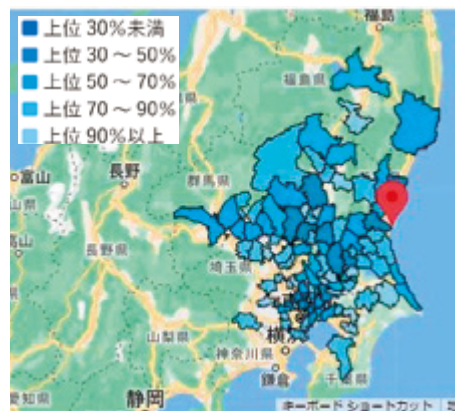 上位 30%未満
上位 30 ～ 50%
上位 50 ～ 70%
上位 70 ～ 90%
上位 90%以上
福島
福島県
富山
長野
群馬県
長野県
埼玉県
山梨県
神奈川県
鎌倉
千葉県
静岡
愛知県
キーボード ショートカット